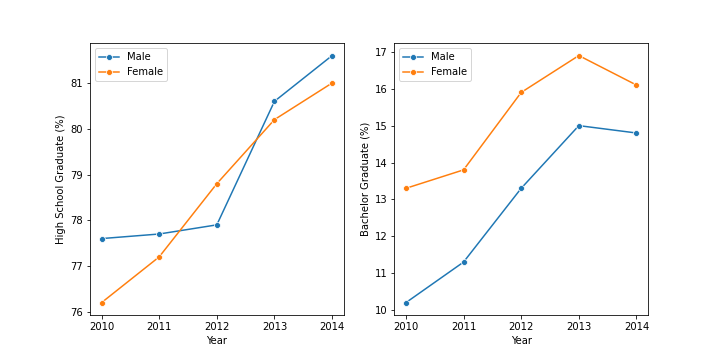 Male
Female
81
80
79
78
77
76
High School Graduate (%)
2010 2011 2012 2013 2014
Year
Male
Female
17
16
15
14
13
12
11
10
Bachelor Graduate (%)
2010 2011 2012 2013 2014
Year